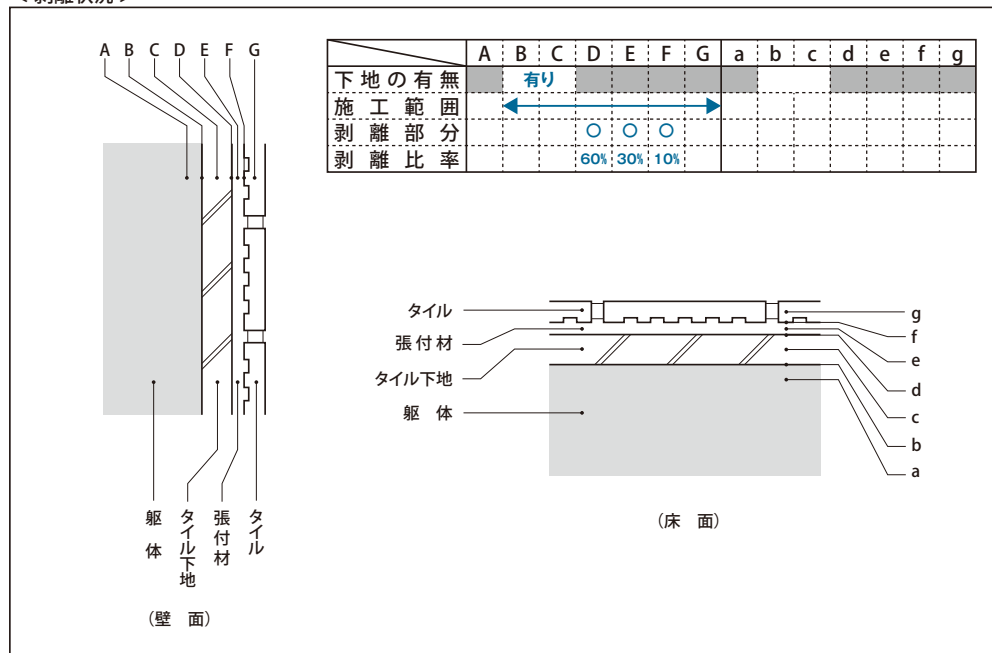 A B C D E F G
A B C D E F G a b c d e f g
下地の有無 有り
施工範囲
剥離部分 ○ ○ ○
剥離比率 60% 30% 10%
タイル
張付材
タイル下地
躯 体
g
f
e
d
c
b
a
(床 面)
躯 体
タイル下地
張付材
タイル
(壁 面)